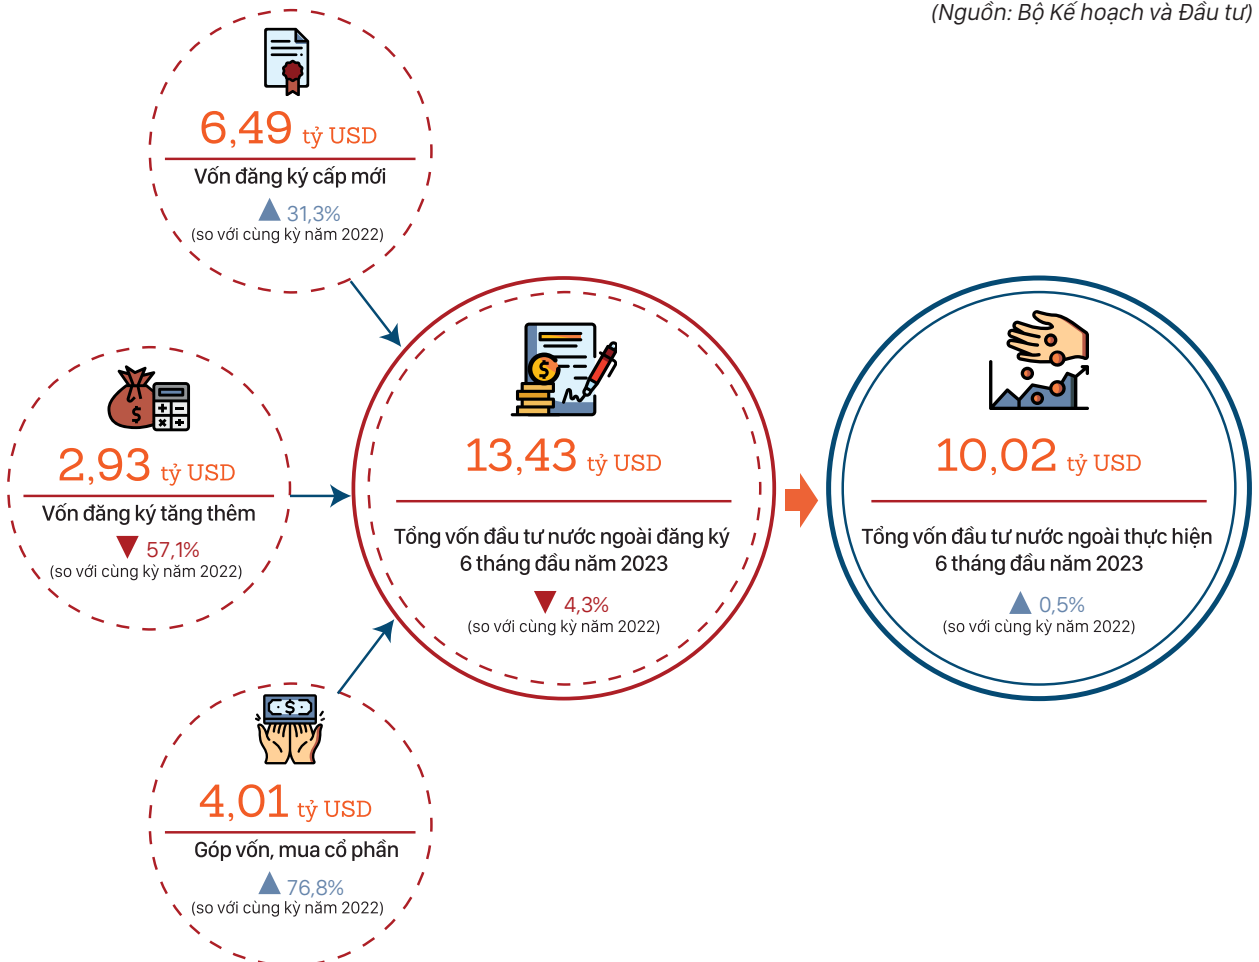 (Nguồn: Bộ Kế hoạch và Đầu tư)
6,49 tỷ USD
Vốn đăng ký cấp mới
31,3%
(so với cùng kỳ năm 2022)
2,93 tỷ USD
Vốn đăng ký tăng thêm
57,1%
(so với cùng kỳ năm 2022)
4,01 tỷ USD
Góp vốn, mua cổ phần
76,8%
(so với cùng kỳ năm 2022)
13,43 tỷ USD
Tổng vốn đầu tư nước ngoài đăng ký
6 tháng đầu năm 2023
4,3%
(so với cùng kỳ năm 2022)
10,02 tỷ USD
Tổng vốn đầu tư nước ngoài thực hiện
6 tháng đầu năm 2023
0,5%
(so với cùng kỳ năm 2022)